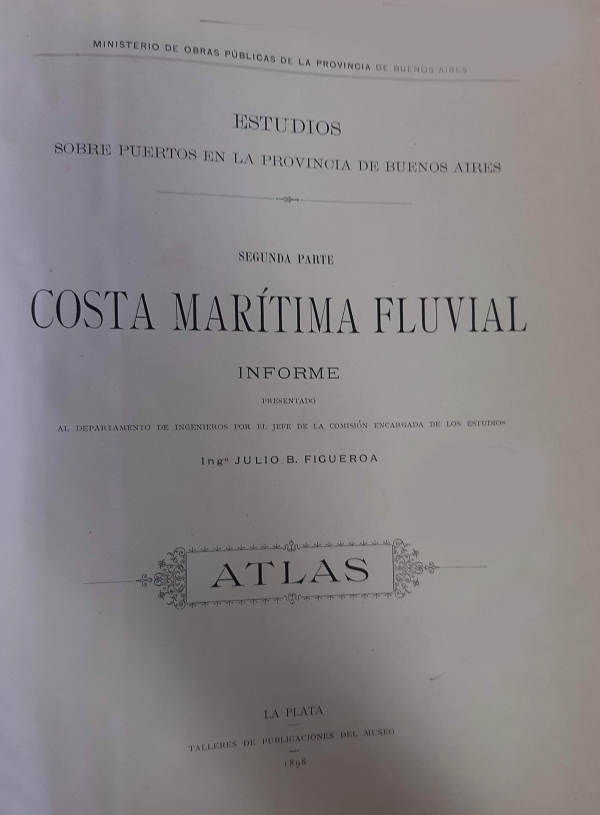 MINISTERIO DE OBRAS PÚBLICAS DE LA PROVINCIA DE BUENOS AIRES
ESTUDIOS
SOBRE PUERTOS EN LA PROVINCIA DE BUENOS AIRES
SEGUNDA PARTE
COSTA MARÍTIMA FLUVIAL
INFORME
PRESENTADO
AL DEPARTAMENTO DE INGENIEROS POR EL JEFE DE LA COMISIÓN ENCARGADA DE LOS ESTUDIOS
Ingº JULIO B. FIGUEROA
ATLAS
LA PLATA
TALLERES DE PUBLICACIONES DEL MUSEO
1898